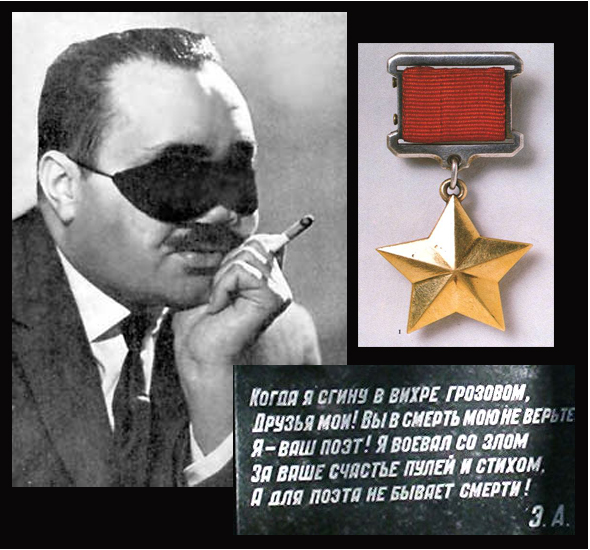 1
Когда я сгину в вихре грозовом,
Друзья мои! Вы в смерть мою не верьте
Я – ваш поэт! Я воевал со злом
За ваше счастье пулей и стихом,
А для поэта не бывает смерти!
Э. А.